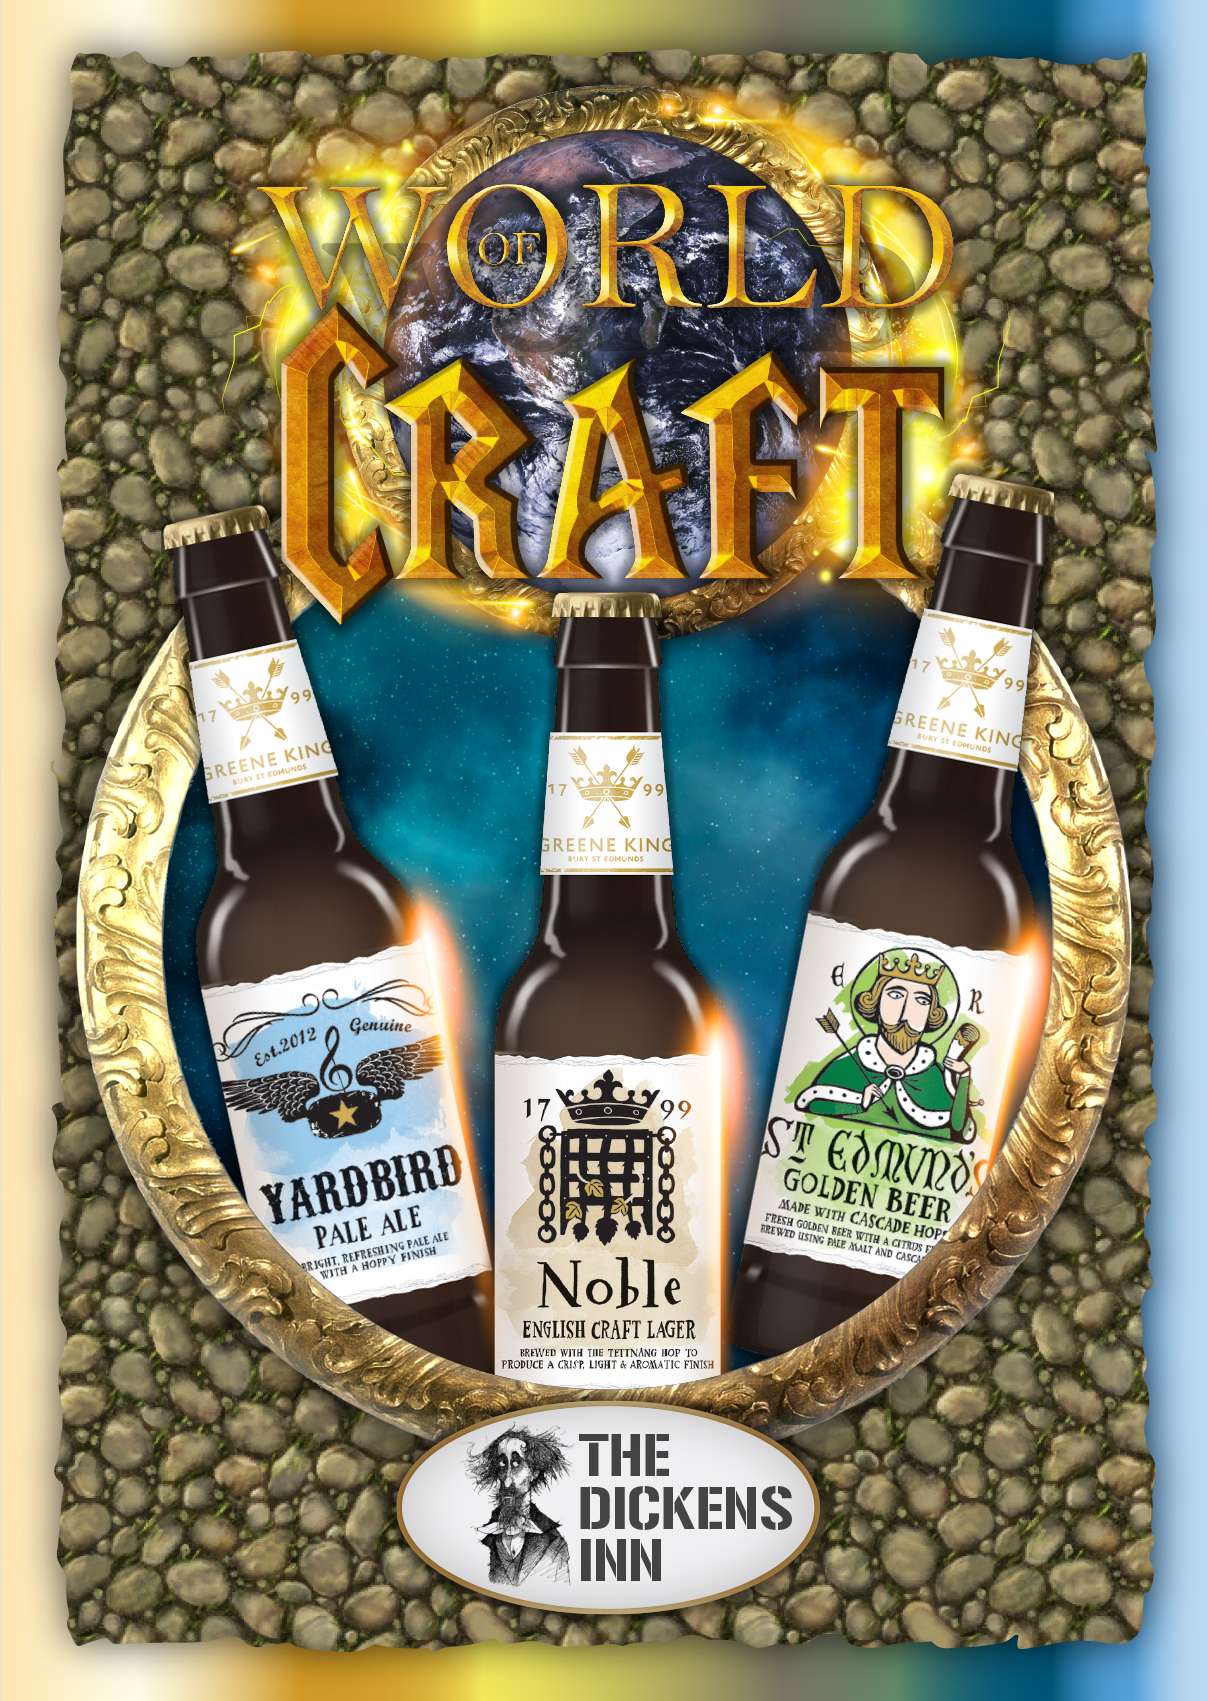 WORLD
OF
CRAFT
17 99
GREENE KING
BURY ST EDMUNDS
17 99
GREENE KING
BURY ST EDMUNDS
17 99
GREENE KING
BURY ST EDMUNDS
Est.2012 Genuine
YARDBIRD
PALE ALE
BRIGHT, REFRESHING PALE ALE
WITH A HOPPY FINISH
17 99
Noble
ENGLISH CRAFT LAGER
BREWED WITH THE TETTNANG HOP TO
PRODUCE A CRISP, LIGHT & AROMATIC FINISH
E R
ST EDMUND'S
GOLDEN BEER
MADE WITH CASCADE HOPS
FRESH GOLDEN BEER WITH A CITRUS
BREWED USING PALE MALT AND
THE
DICKENS
INN